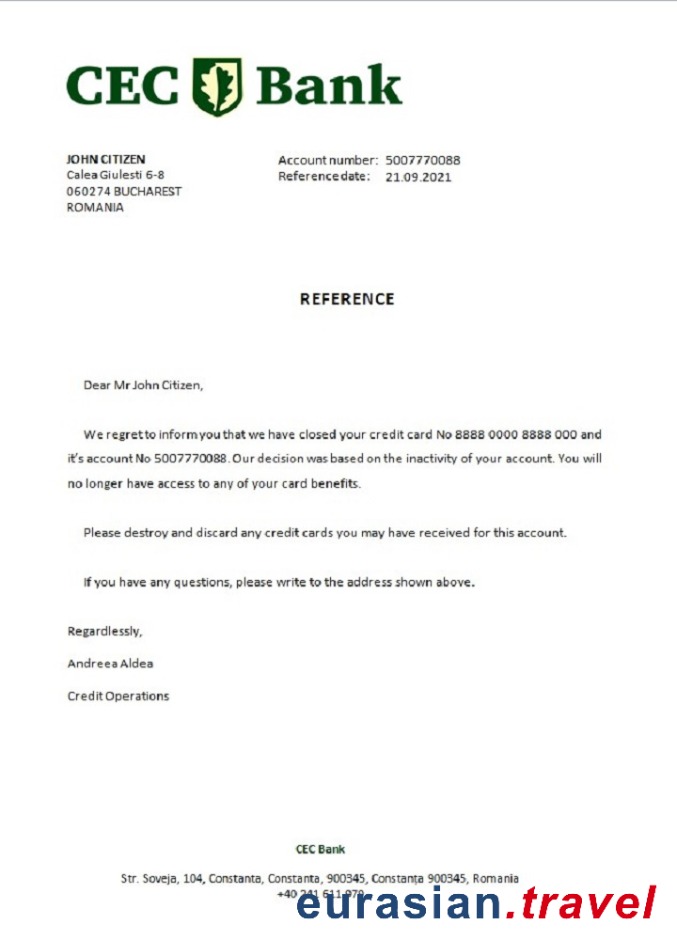 CEC Bank
JOHN CITIZEN
Calea Giulesti 6-8
060274 BUCHAREST
ROMANIA
Account number: 5007770088
Reference date: 21.09.2021
REFERENCE
Dear Mr John Citizen,
We regret to inform you that we have closed your credit card No 8888 0000 8888 000 and
it’s account No 5007770088. Our decision was based on the inactivity of your account. You will
no longer have access to any of your card benefits.
Please destroy and discard any credit cards you may have received for this account.
If you have any questions, please write to the address shown above.
Regardlessly,
Andreea Aldea
Credit Operations
CEC Bank
Str. Soveja, 104, Constanta, Constanta, 900345, Constanța 900345, Romania
+40 241 611 979
eurasian.travel